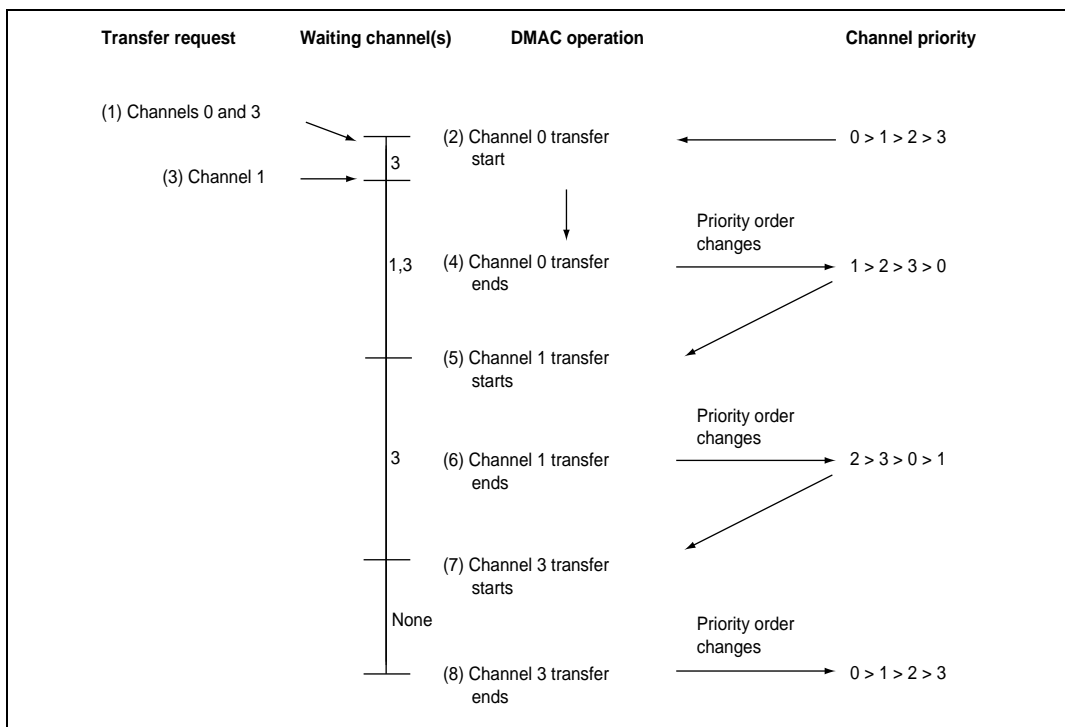 Transfer request Waiting channel(s) DMAC operation Channel priority
(1) Channels 0 and 3
(2) Channel 0 transfer
start
0 > 1 > 2 > 3
3
(3) Channel 1
Priority order
changes
1,3
(4) Channel 0 transfer
ends
1 > 2 > 3 > 0
(5) Channel 1 transfer
starts
Priority order
changes
3
(6) Channel 1 transfer
ends
2 > 3 > 0 > 1
(7) Channel 3 transfer
starts
None
Priority order
changes
(8) Channel 3 transfer
ends
0 > 1 > 2 > 3